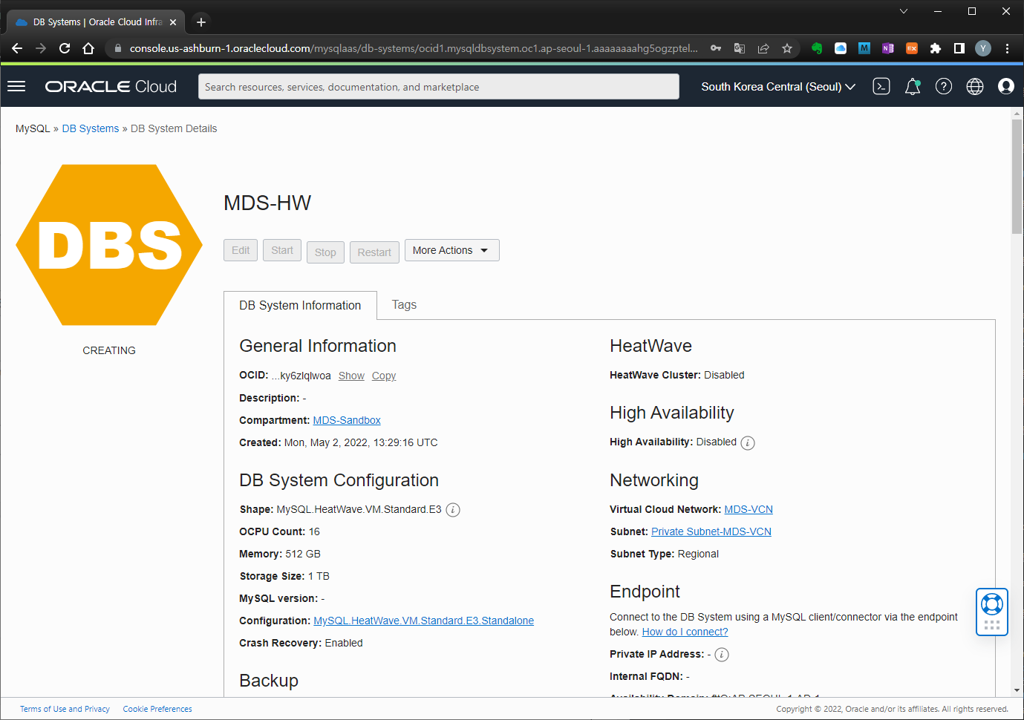 DB Systems | Oracle Cloud Infra
console.us-ashburn-1.oraclecloud.com/mysqlaas/db-systems/ocid1.mysqldbsystem.oc1.ap-seoul-1.aaaaaaaahg5ogzptel...
ORACLE Cloud
Search resources, services, documentation, and marketplace
South Korea Central (Seoul)
MySQL » DB Systems » DB System Details
DBS
CREATING
MDS-HW
Edit Start Stop Restart More Actions
DB System Information Tags
General Information
OCID: ...ky6zlqlwoa Show Copy
Description: -
Compartment: MDS-Sandbox
Created: Mon, May 2, 2022, 13:29:16 UTC
DB System Configuration
Shape: MySQL.HeatWave.VM.Standard.E3
OCPU Count: 16
Memory: 512 GB
Storage Size: 1 TB
MySQL version: -
Configuration: MySQL.HeatWave.VM.Standard.E3.Standalone
Crash Recovery: Enabled
Backup
HeatWave
HeatWave Cluster: Disabled
High Availability
High Availability: Disabled
Networking
Virtual Cloud Network: MDS-VCN
Subnet: Private Subnet-MDS-VCN
Subnet Type: Regional
Endpoint
Connect to the DB System using a MySQL client/connector via the endpoint
below. How do I connect?
Private IP Address: -
Internal FQDN: -
Terms of Use and Privacy Cookie Preferences
Copyright © 2022, Oracle and/or its affiliates. All rights reserved.